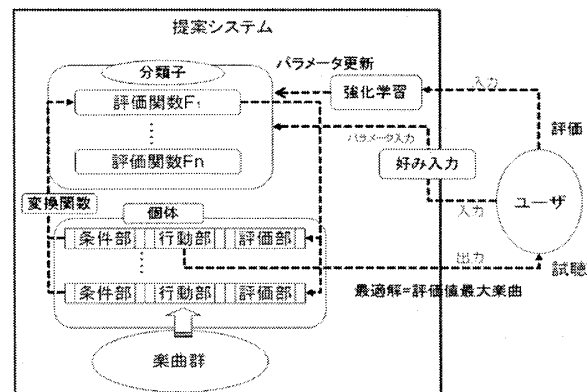 提案システム
分類子
評価関数F1
評価関数Fn
パラメータ更新
強化学習
入力
評価
パラメータ入力
好み入力
入力
ユーザ
変換関数
個体
条件部 行動部 評価部
条件部 行動部 評価部
出力
試聴
最適解=評価値最大楽曲
楽曲群